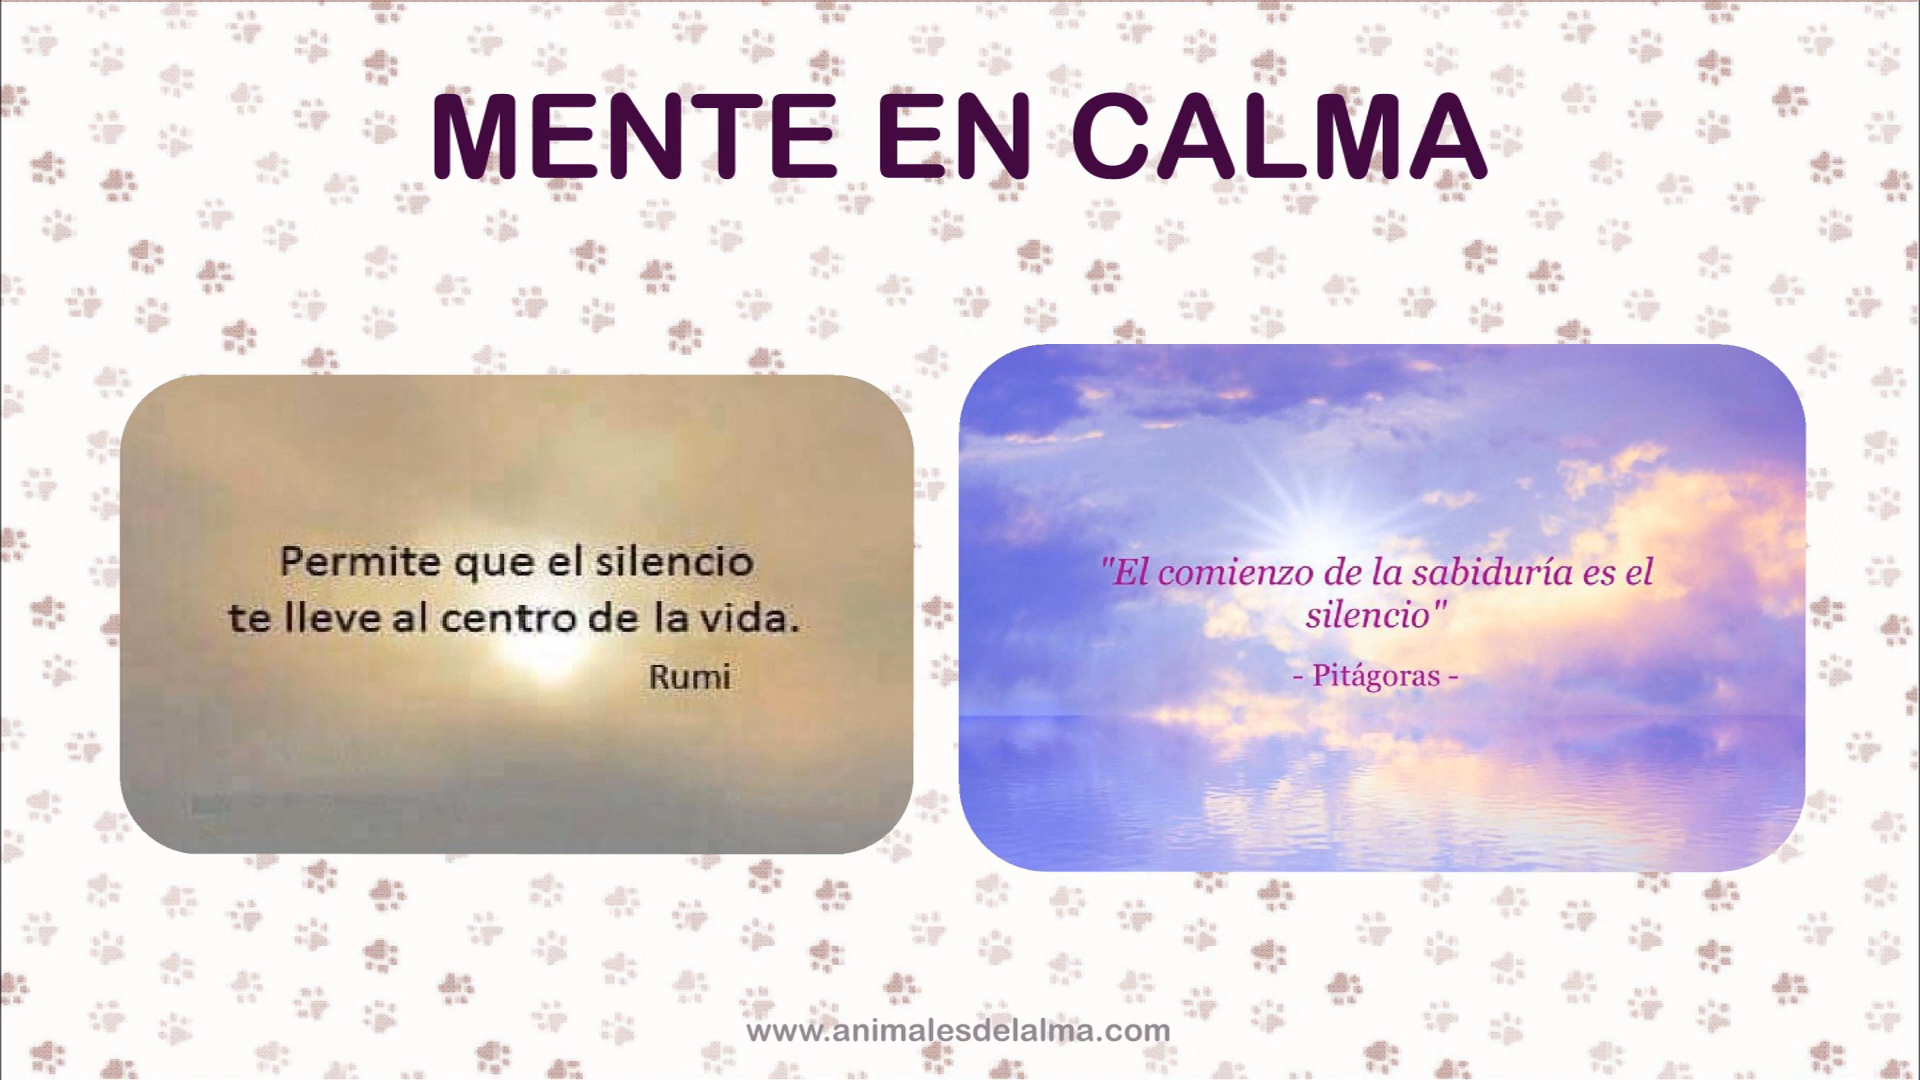 MENTE EN CALMA
Permite que el silencio
te lleve al centro de la vida.
Rumi
"El comienzo de la sabiduría es el
silencio"
- Pitágoras -
www.animalesdelalma.com